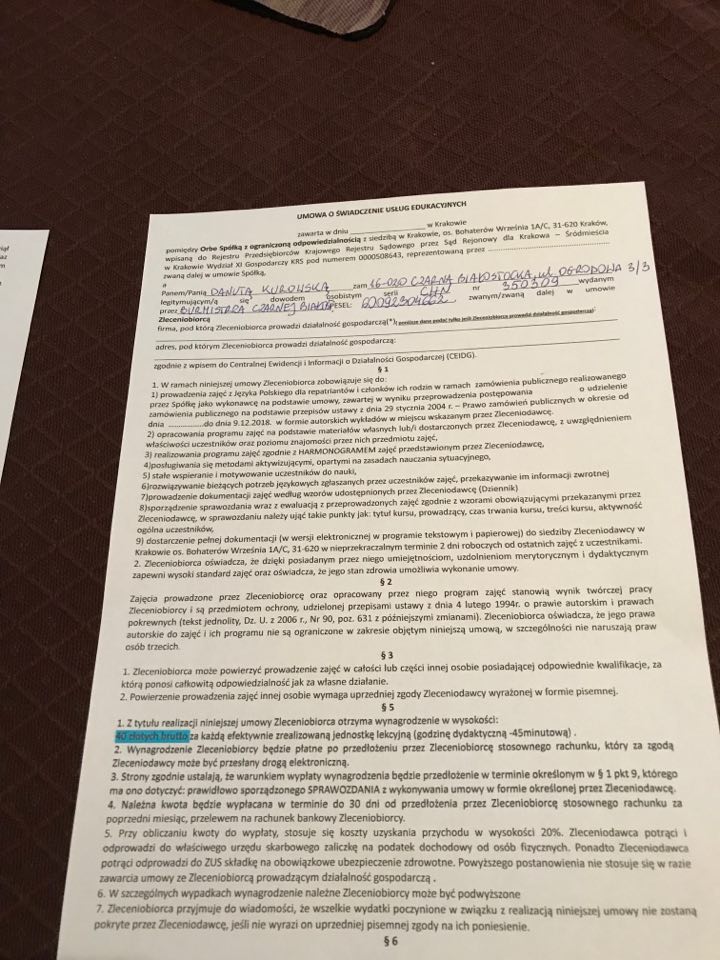 UMOWA O ŚWIADCZENIE USŁUG EDUKACYJNYCH
zawarta w dniu ______________ w Krakowie
pomiędzy Orbe Spółką z ograniczoną odpowiedzialnością z siedzibą w Krakowie, os. Bohaterów Września 1A/C, 31-620 Kraków,
wpisaną do Rejestru Przedsiębiorców Krajowego Rejestru Sądowego przez Sąd Rejonowy dla Krakowa – Śródmieścia
w Krakowie Wydział XI Gospodarczy KRS pod numerem 0000508643, reprezentowaną przez ..............................
zwaną dalej w umowie Spółką,
a
Panem/Panią DANUTA KUROWSKA zam 16-020 CZARNA BIAŁOSTOCKA, ul. OGRODOWA 3/3
legitymującym/ą się dowodem osobistym serii CHN nr 350309 wydanym
przez BURMISTRZA CZARNEJ PESEL: zwanym/zwaną dalej w umowie
Zleceniobiorcą
firma, pod którą Zleceniobiorca prowadzi działalność gospodarczą(*)
adres, pod którym Zleceniobiorca prowadzi działalność gospodarczą:
zgodnie z wpisem do Centralnej Ewidencji i Informacji o Działalności Gospodarczej (CEIDG).
§ 1
1. W ramach niniejszej umowy Zleceniobiorca zobowiązuje się do:
1) prowadzenia zajęć z Języka Polskiego dla repatriantów i członków ich rodzin w ramach zamówienia publicznego realizowanego
przez Spółkę jako wykonawcę na podstawie umowy, zawartej w wyniku przeprowadzenia postępowania o udzielenie
zamówienia publicznego na podstawie przepisów ustawy z dnia 29 stycznia 2004 r. – Prawo zamówień publicznych w okresie od
dnia ...............do dnia 9.12.2018. w formie autorskich wykładów w miejscu wskazanym przez Zleceniodawcę.
2) opracowania programu zajęć na podstawie materiałów własnych lub/i dostarczonych przez Zleceniodawcę, z uwzględnieniem
właściwości uczestników oraz poziomu znajomości przez nich przedmiotu zajęć,
3) realizowania programu zajęć zgodnie z HARMONOGRAMEM zajęć przedstawionym przez Zleceniodawcę,
4)posługiwania się metodami aktywizującymi, opartymi na zasadach nauczania sytuacyjnego,
5) stałe wspieranie i motywowanie uczestników do nauki,
6)rozwiązywanie bieżących potrzeb językowych zgłaszanych przez uczestników zajęć, przekazywanie im informacji zwrotnej
7)prowadzenie dokumentacji zajęć według wzorów udostępnionych przez Zleceniodawcę (Dziennik)
8)sporządzenie sprawozdania wraz z ewaluacją z przeprowadzonych zajęć zgodnie z wzorami obowiązującymi przekazanymi przez
Zleceniodawcę, w sprawozdaniu należy ująć takie punkty jak: tytuł kursu, prowadzący, czas trwania kursu, treści kursu, aktywność
ogólna uczestników,
9) dostarczenie pełnej dokumentacji (w wersji elektronicznej w programie tekstowym i papierowej) do siedziby Zleceniodawcy w
Krakowie os. Bohaterów Września 1A/C, 31-620 w nieprzekraczalnym terminie 2 dni roboczych od ostatnich zajęć z uczestnikami.
2. Zleceniobiorca oświadcza, że dzięki posiadanym przez niego umiejętnościom, uzdolnieniom merytorycznym i dydaktycznym
zapewni wysoki standard zajęć oraz oświadcza, że jego stan zdrowia umożliwia wykonanie umowy.
§ 2
Zajęcia prowadzone przez Zleceniobiorcę oraz opracowany przez niego program zajęć stanowią wynik twórczej pracy
Zleceniobiorcy i są przedmiotem ochrony, udzielonej przepisami ustawy z dnia 4 lutego 1994r. o prawie autorskim i prawach
pokrewnych (tekst jednolity, Dz. U. z 2006 r., Nr 90, poz. 631 z późniejszymi zmianami). Zleceniobiorca oświadcza, że jego prawa
autorskie do zajęć i ich programu nie są ograniczone w zakresie objętym niniejszą umową, w szczególności nie naruszają praw
osób trzecich.
§ 3
1. Zleceniobiorca może powierzyć prowadzenie zajęć w całości lub części innej osobie posiadającej odpowiednie kwalifikacje, za
którą ponosi całkowitą odpowiedzialność jak za własne działanie.
2. Powierzenie prowadzenia zajęć innej osobie wymaga uprzedniej zgody Zleceniodawcy wyrażonej w formie pisemnej.
§ 5
1. Z tytułu realizacji niniejszej umowy Zleceniobiorca otrzyma wynagrodzenie w wysokości:
40 złotych brutto za każdą efektywnie zrealizowaną jednostkę lekcyjną (godzinę dydaktyczną -45minutową) .
2. Wynagrodzenie Zleceniobiorcy będzie płatne po przedłożeniu przez Zleceniobiorcę stosownego rachunku, który za zgodą
Zleceniodawcy może być przesłany drogą elektroniczną.
3. Strony zgodnie ustalają, że warunkiem wypłaty wynagrodzenia będzie przedłożenie w terminie określonym w § 1 pkt 9, którego
ma ono dotyczyć: prawidłowo sporządzonego SPRAWOZDANIA z wykonywania umowy w formie określonej przez Zleceniodawcę.
4. Należna kwota będzie wypłacana w terminie do 30 dni od przedłożenia przez Zleceniobiorcę stosownego rachunku za
poprzedni miesiąc, przelewem na rachunek bankowy Zleceniobiorcy.
5. Przy obliczaniu kwoty do wypłaty, stosuje się koszty uzyskania przychodu w wysokości 20%. Zleceniodawca potrąci i
odprowadzi do właściwego urzędu skarbowego zaliczkę na podatek dochodowy od osób fizycznych. Ponadto Zleceniodawca
potrąci odprowadzi do ZUS składkę na obowiązkowe ubezpieczenie zdrowotne. Powyższego postanowienia nie stosuje się w razie
zawarcia umowy ze Zleceniobiorcą prowadzącym działalność gospodarczą .
6. W szczególnych wypadkach wynagrodzenie należne Zleceniobiorcy może być podwyższone
7. Zleceniobiorca przyjmuje do wiadomości, że wszelkie wydatki poczynione w związku z realizacją niniejszej umowy nie zostaną
pokryte przez Zleceniodawcę, jeśli nie wyrazi on uprzedniej pisemnej zgody na ich poniesienie.
§ 6